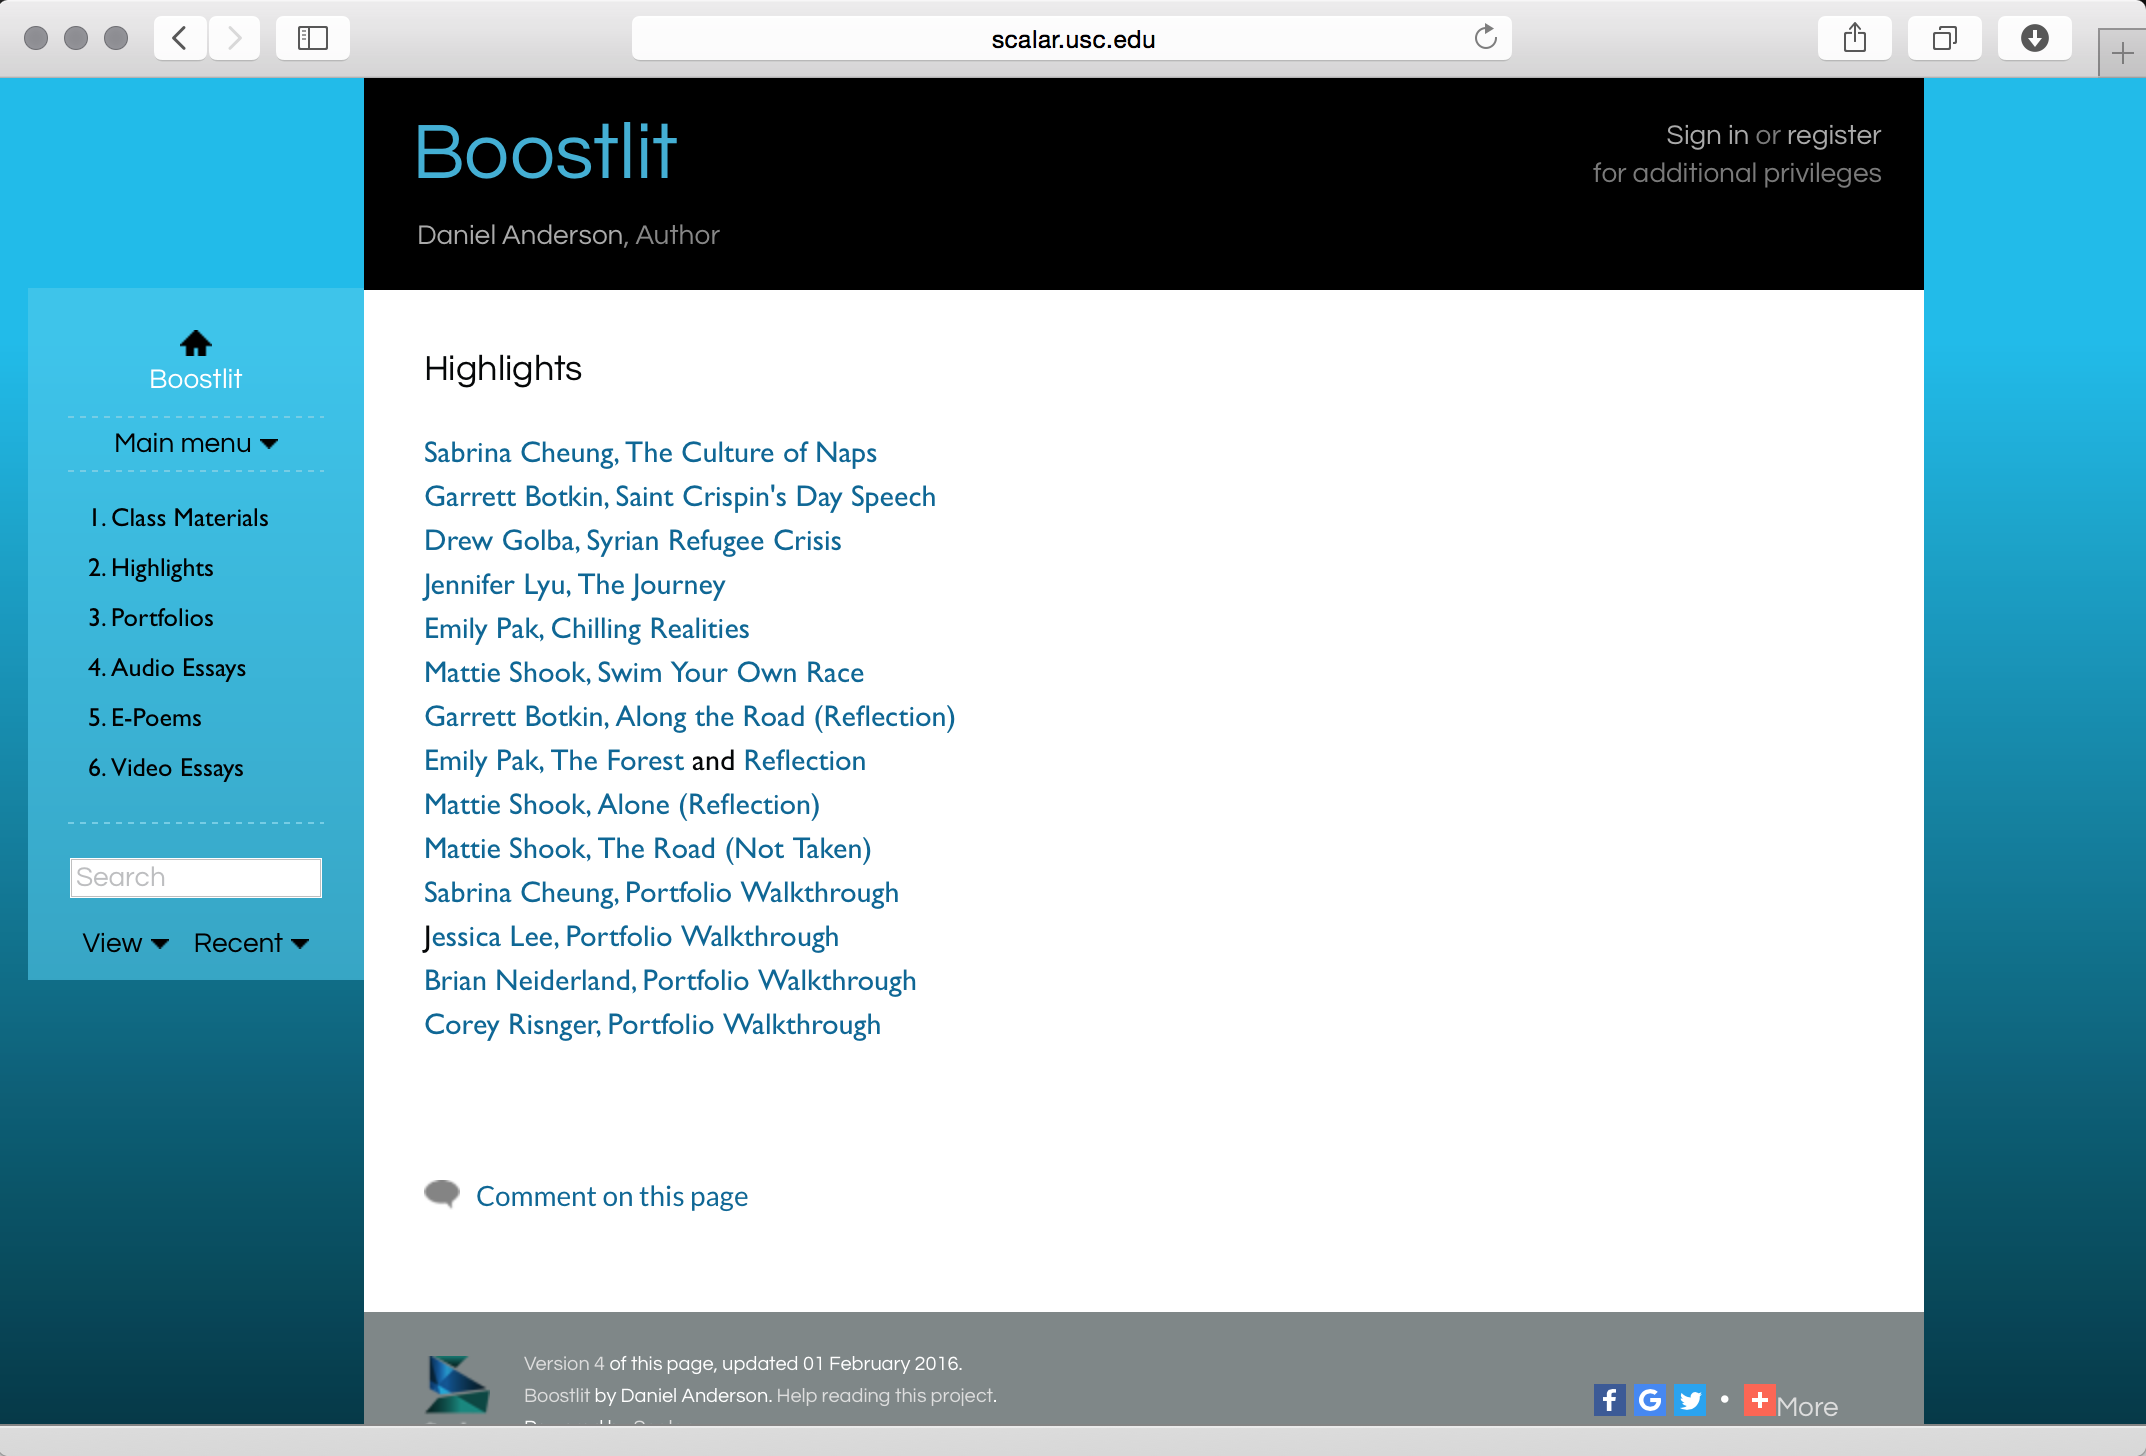 scalar.usc.edu
Boostlit
Sign in or register
for additional privileges
Daniel Anderson, Author
Boostlit
Main menu
1. Class Materials
2. Highlights
3. Portfolios
4. Audio Essays
5. E-Poems
6. Video Essays
Search
View Recent
Highlights
Sabrina Cheung, The Culture of Naps
Garrett Botkin, Saint Crispin's Day Speech
Drew Golba, Syrian Refugee Crisis
Jennifer Lyu, The Journey
Emily Pak, Chilling Realities
Mattie Shook, Swim Your Own Race
Garrett Botkin, Along the Road (Reflection)
Emily Pak, The Forest and Reflection
Mattie Shook, Alone (Reflection)
Mattie Shook, The Road (Not Taken)
Sabrina Cheung, Portfolio Walkthrough
Jessica Lee, Portfolio Walkthrough
Brian Neiderland, Portfolio Walkthrough
Corey Risnger, Portfolio Walkthrough
Comment on this page
Version 4 of this page, updated 01 February 2016.
Boostlit by Daniel Anderson. Help reading this project.
More